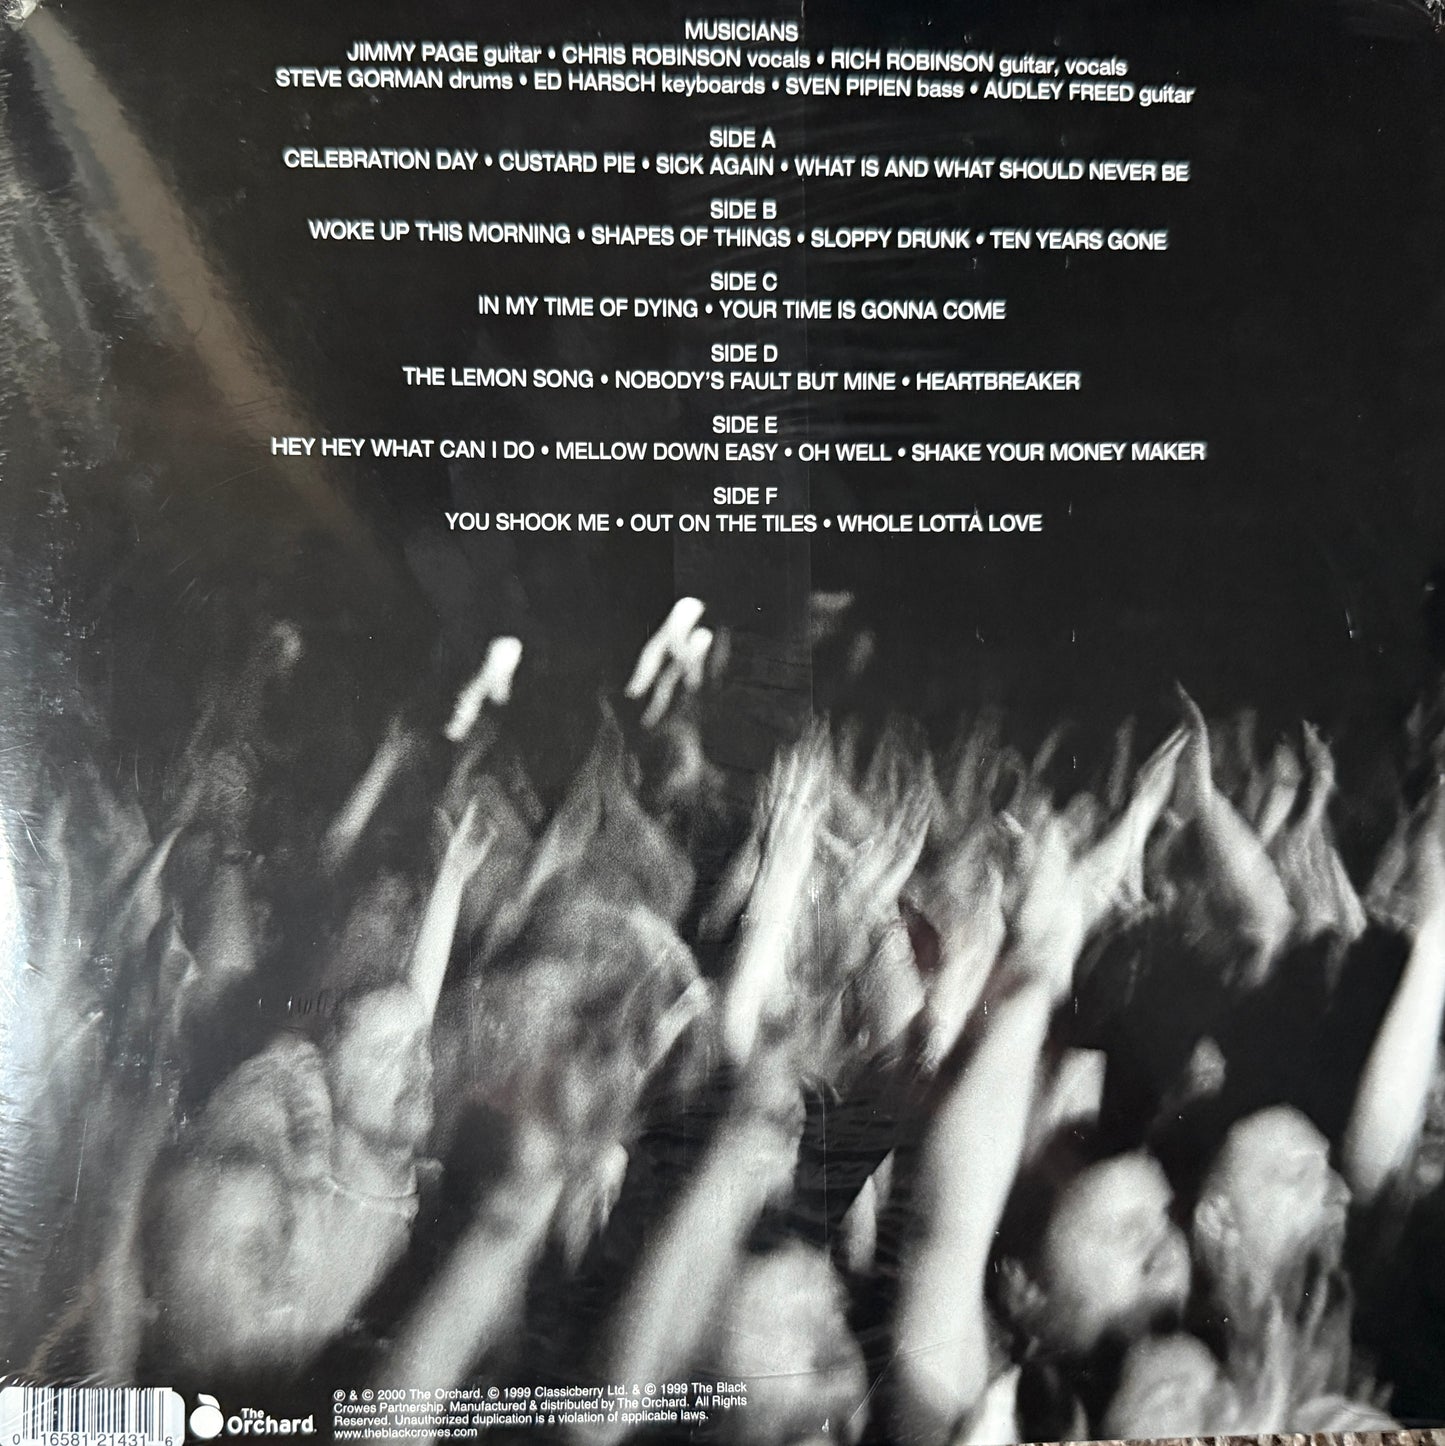 MUSICIANS
JIMMY PAGE guitar • CHRIS ROBINSON vocals • RICH ROBINSON guitar, vocals
STEVE GORMAN drums • ED HARSCH keyboards • SVEN PIPIEN bass • AUDLEY FREED guitar
SIDE A
CELEBRATION DAY • CUSTARD PIE • SICK AGAIN • WHAT IS AND WHAT SHOULD NEVER BE
SIDE B
WOKE UP THIS MORNING • SHAPES OF THINGS • SLOPPY DRUNK • TEN YEARS GONE
SIDE C
IN MY TIME OF DYING • YOUR TIME IS GONNA COME
SIDE D
THE LEMON SONG • NOBODY'S FAULT BUT MINE • HEARTBREAKER
SIDE E
HEY HEY WHAT CAN I DO • MELLOW DOWN EASY • OH WELL • SHAKE YOUR MONEY MAKER
SIDE F
YOU SHOOK ME • OUT ON THE TILES • WHOLE LOTTA LOVE
0 16581 21431 6
The
Orchard.
℗ & © 2000 The Orchard. © 1999 Classicberry Ltd. & © 1999 The Black
Crowes Partnership. Manufactured & distributed by The Orchard. All Rights
Reserved. Unauthorized duplication is a violation of applicable laws.
www.theblackcrowes.com